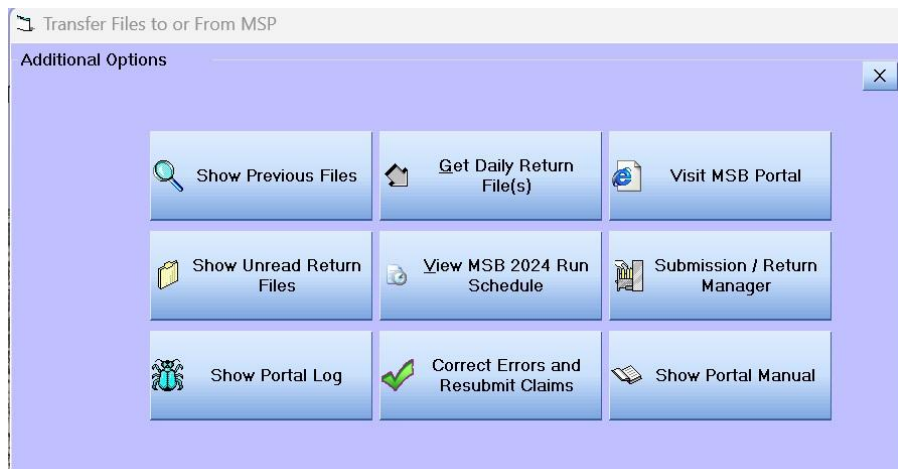 Transfer Files to or From MSP
Additional Options
X
Show Previous Files
Get Daily Return
File(s)
Visit MSB Portal
Show Unread Return
Files
View MSB 2024 Run
Schedule
Submission / Return
Manager
Show Portal Log
Correct Errors and
Resubmit Claims
Show Portal Manual